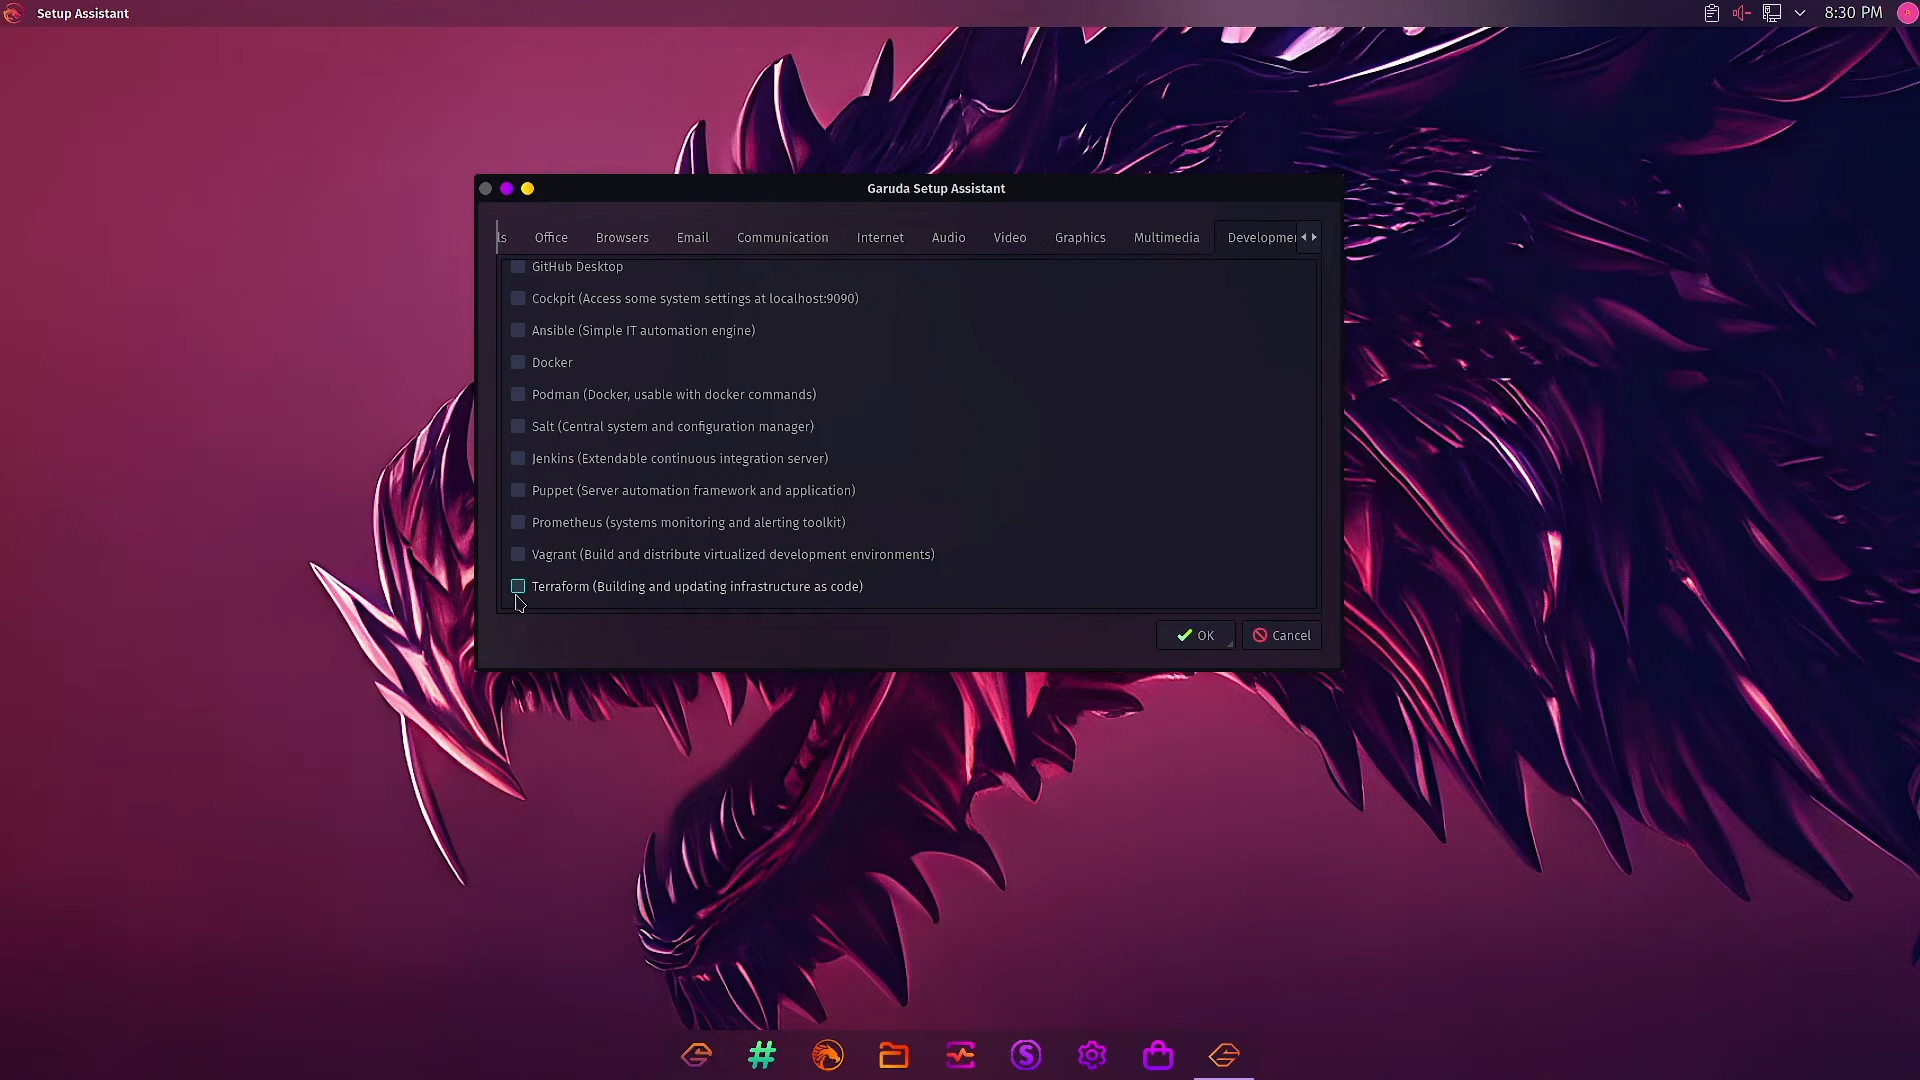 Setup Assistant
8:30 PM
Garuda Setup Assistant
ls Office Browsers Email Communication Internet Audio Video Graphics Multimedia Developmen
GitHub Desktop
Cockpit (Access some system settings at localhost:9090)
Ansible (Simple IT automation engine)
Docker
Podman (Docker, usable with docker commands)
Salt (Central system and configuration manager)
Jenkins (Extendable continuous integration server)
Puppet (Server automation framework and application)
Prometheus (systems monitoring and alerting toolkit)
Vagrant (Build and distribute virtualized development environments)
Terraform (Building and updating infrastructure as code)
OK Cancel